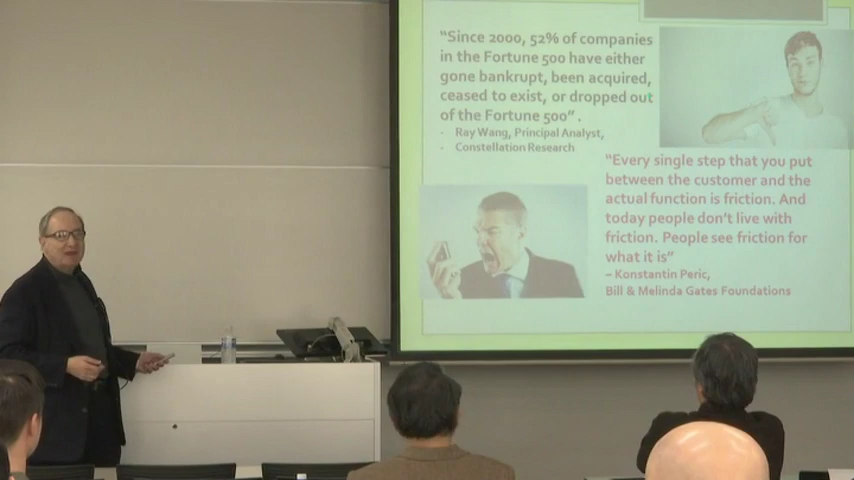 “Since 2000, 52% of companies
in the Fortune 500 have either
gone bankrupt, been acquired,
ceased to exist, or dropped out
of the Fortune 500” .
- Ray Wang, Principal Analyst,
- Constellation Research
“Every single step that you put
between the customer and the
actual function is friction. And
today people don’t live with
friction. People see friction for
what it is”
– Konstantin Peric,
Bill & Melinda Gates Foundations